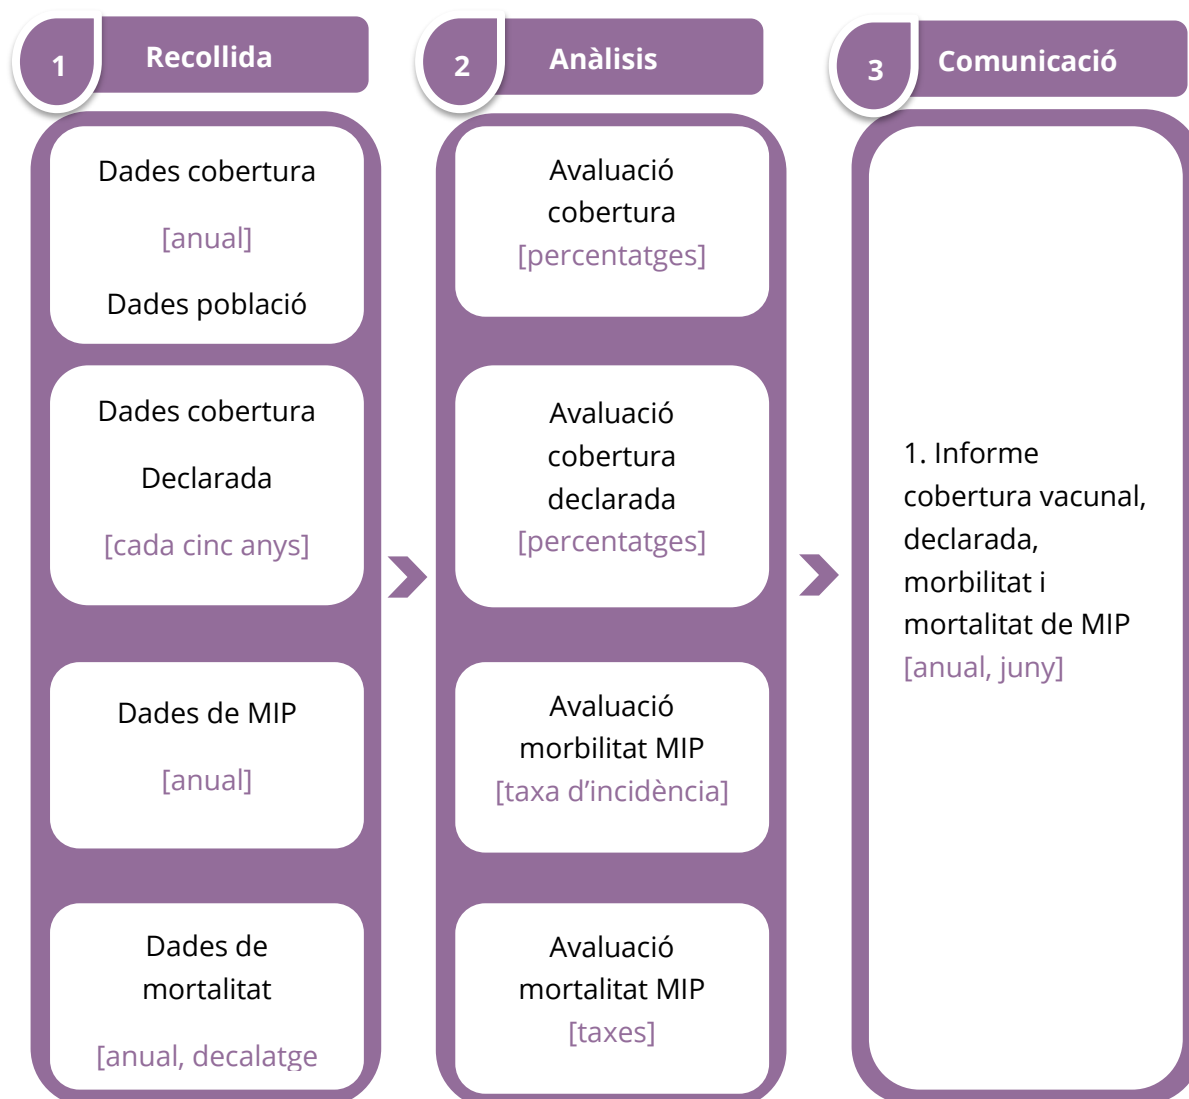 1
Recollida
Dades cobertura
[anual]
Dades població
Dades cobertura
Declarada
[cada cinc anys]
Dades de MIP
[anual]
Dades de
mortalitat
[anual, decalatge
2
Anàlisis
Avaluació
cobertura
[percentatges]
Avaluació
cobertura
declarada
[percentatges]
Avaluació
morbilitat MIP
[taxa d’incidència]
Avaluació
mortalitat MIP
[taxes]
3
Comunicació
1. Informe
cobertura vacunal,
declarada,
morbilitat i
mortalitat de MIP
[anual, juny]